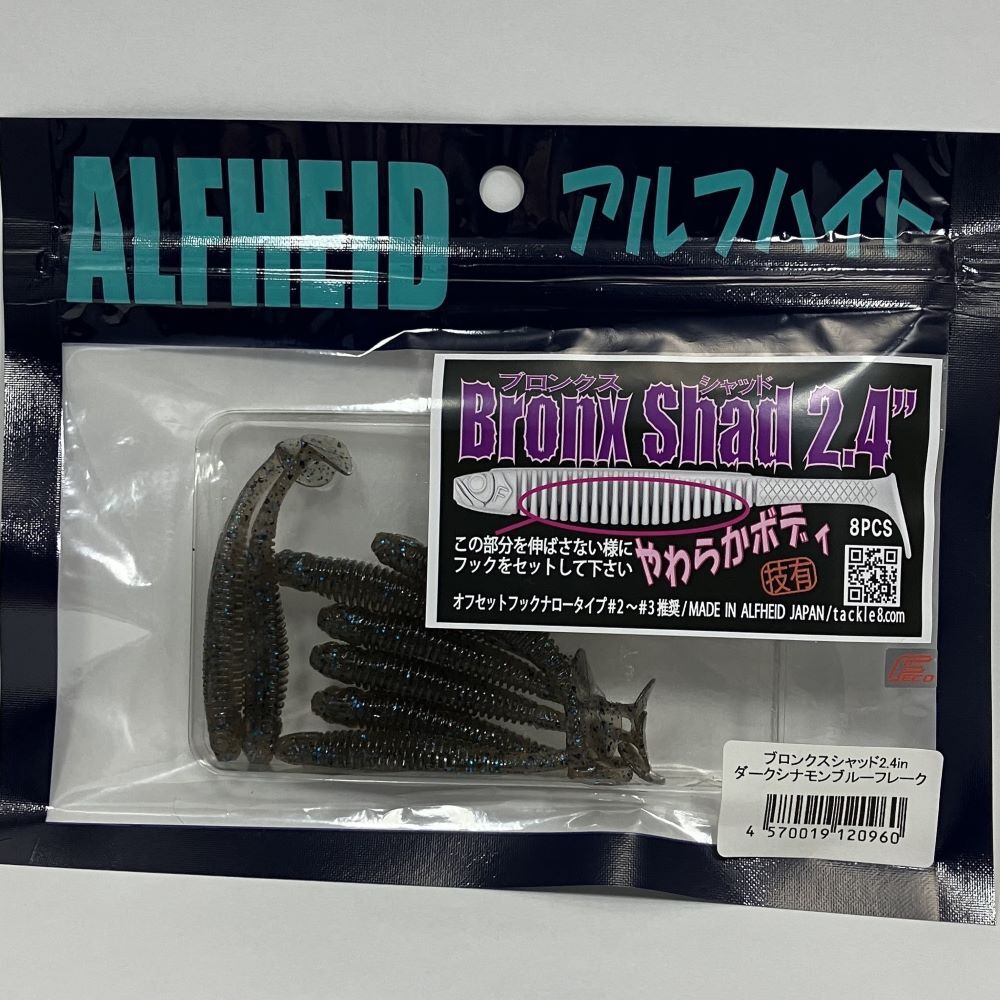 ALFHEID アルフハイト
ブロンクス シャッド
Bronx Shad 2.4”
8PCS
この部分を伸ばさない様に
フックをセットして下さい
やわらかボディ
技有
オフセットフックナロータイプ#2～#3推奨/MADE IN ALFHEID JAPAN/tackle8.com
FECO
ブロンクスシャッド2.4in
ダークシナモンブルーフレーク
4 570019 120960